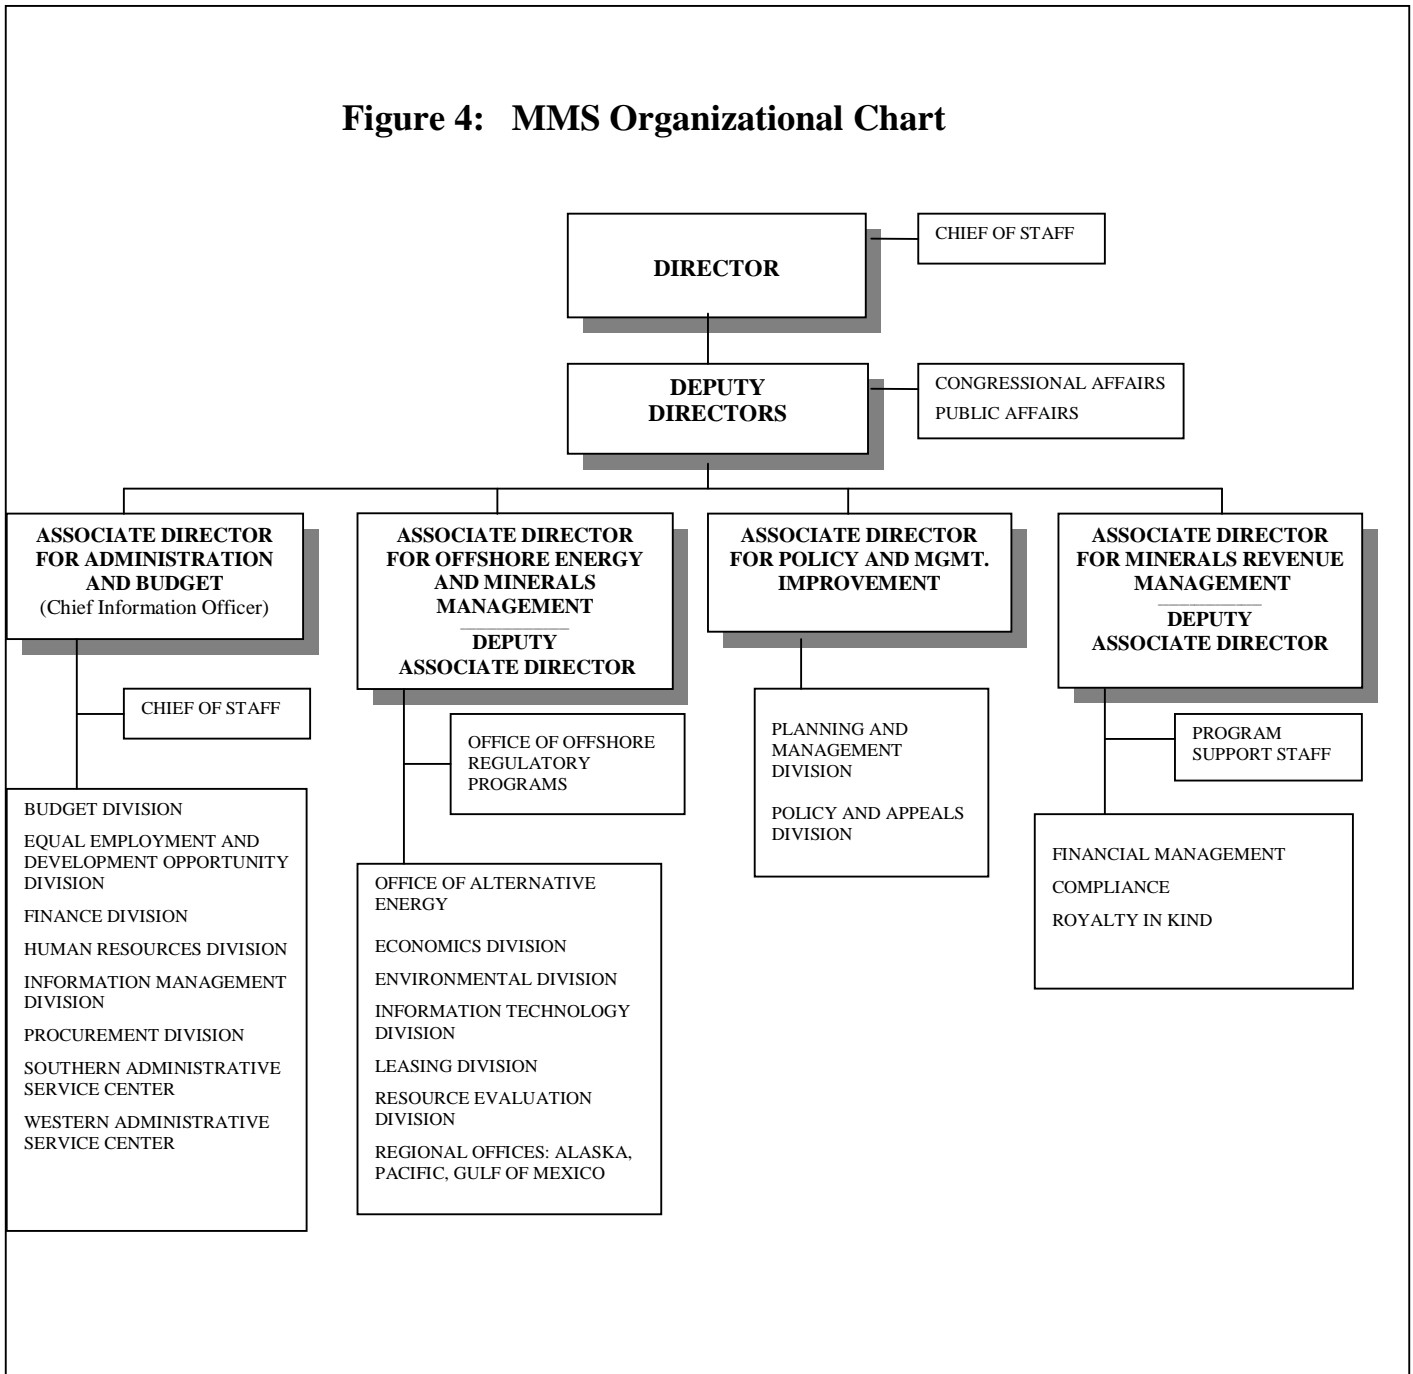 Figure 4: MMS Organizational Chart
DIRECTOR
CHIEF OF STAFF
DEPUTY
DIRECTORS
CONGRESSIONAL AFFAIRS
PUBLIC AFFAIRS
ASSOCIATE DIRECTOR
FOR ADMINISTRATION
AND BUDGET
(Chief Information Officer)
CHIEF OF STAFF
BUDGET DIVISION
EQUAL EMPLOYMENT AND
DEVELOPMENT OPPORTUNITY
DIVISION
FINANCE DIVISION
HUMAN RESOURCES DIVISION
INFORMATION MANAGEMENT
DIVISION
PROCUREMENT DIVISION
SOUTHERN ADMINISTRATIVE
SERVICE CENTER
WESTERN ADMINISTRATIVE
SERVICE CENTER
ASSOCIATE DIRECTOR
FOR OFFSHORE ENERGY
AND MINERALS
MANAGEMENT
DEPUTY
ASSOCIATE DIRECTOR
OFFICE OF OFFSHORE
REGULATORY
PROGRAMS
OFFICE OF ALTERNATIVE
ENERGY
ECONOMICS DIVISION
ENVIRONMENTAL DIVISION
INFORMATION TECHNOLOGY
DIVISION
LEASING DIVISION
RESOURCE EVALUATION
DIVISION
REGIONAL OFFICES: ALASKA,
PACIFIC, GULF OF MEXICO
ASSOCIATE DIRECTOR
FOR POLICY AND MGMT.
IMPROVEMENT
PLANNING AND
MANAGEMENT
DIVISION
POLICY AND APPEALS
DIVISION
ASSOCIATE DIRECTOR
FOR MINERALS REVENUE
MANAGEMENT
DEPUTY
ASSOCIATE DIRECTOR
PROGRAM
SUPPORT STAFF
FINANCIAL MANAGEMENT
COMPLIANCE
ROYALTY IN KIND